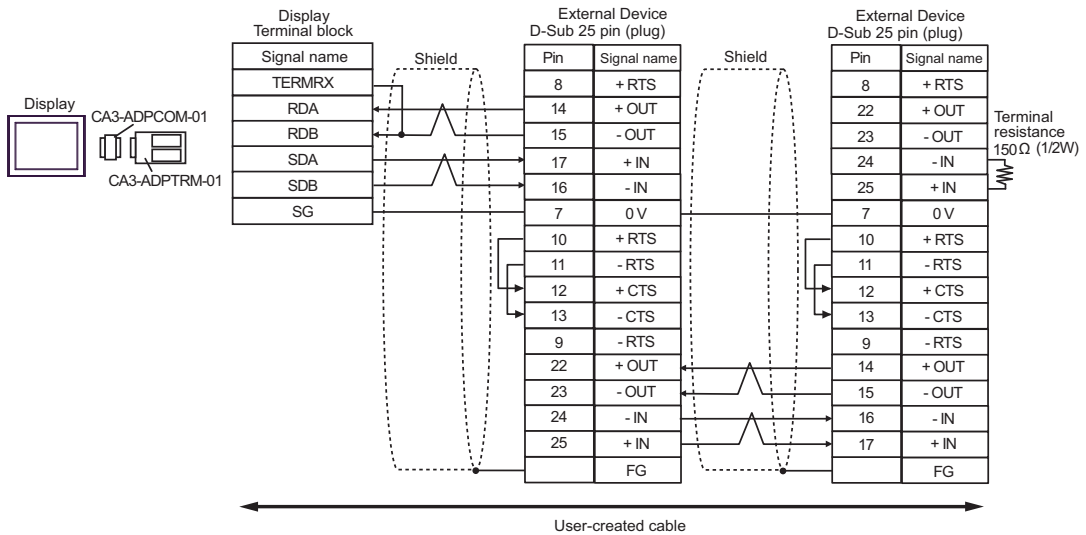 Display
Terminal block
Signal name
TERMRX
RDA
RDB
SDA
SDB
SG
Display
CA3-ADPCOM-01
CA3-ADPTRM-01
Shield
External Device
D-Sub 25 pin (plug)
Pin Signal name
8 + RTS
14 + OUT
15 - OUT
17 + IN
16 - IN
7 0 V
10 + RTS
11 - RTS
12 + CTS
13 - CTS
9 - RTS
22 + OUT
23 - OUT
24 - IN
25 + IN
FG
Shield
External Device
D-Sub 25 pin (plug)
Pin Signal name
8 + RTS
22 + OUT
23 - OUT
24 - IN
25 + IN
7 0 V
10 + RTS
11 - RTS
12 + CTS
13 - CTS
9 - RTS
14 + OUT
15 - OUT
16 - IN
17 + IN
FG
Terminal
resistance
150Ω (1/2W)
User-created cable